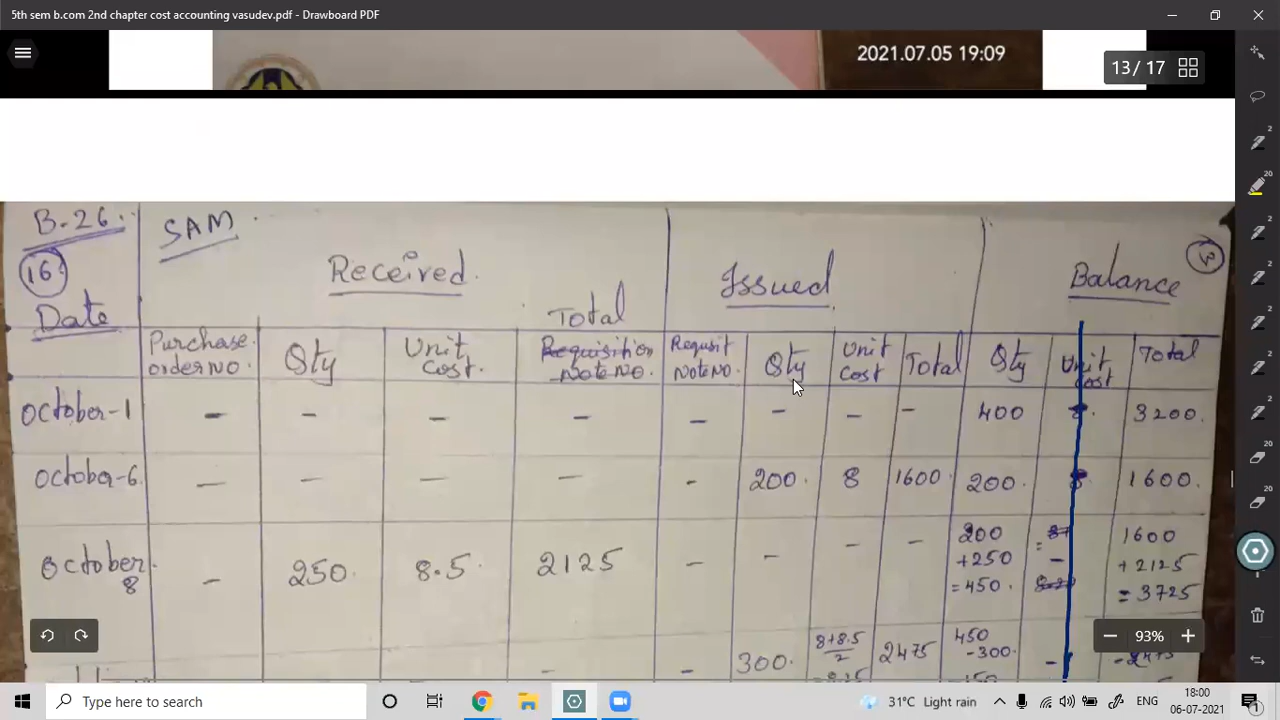 5th sem b.com 2nd chapter cost accounting vasudev.pdf - Drawboard PDF
2021.07.05 19:09
13 / 17
B.26. SAM
16
Received Issued Balance
Date Total
Purchase order No. Qty Unit Cost. Requisition Note No. Requsit Note No. Qty Unit Cost Total Qty Unit Cost Total
October-1 - - - - - - - - 400 3200.
October-6. - - - - - 200. 8 1600. 200. 1600.
October 8 - 250. 8.5. 2125 - - - - 200 1600
+250 - +2125
=450. = 3725
- - 300. 8+8.5 2475 450
2 -300.
93%
Type here to search
31°C Light rain
ENG
18:00
06-07-2021